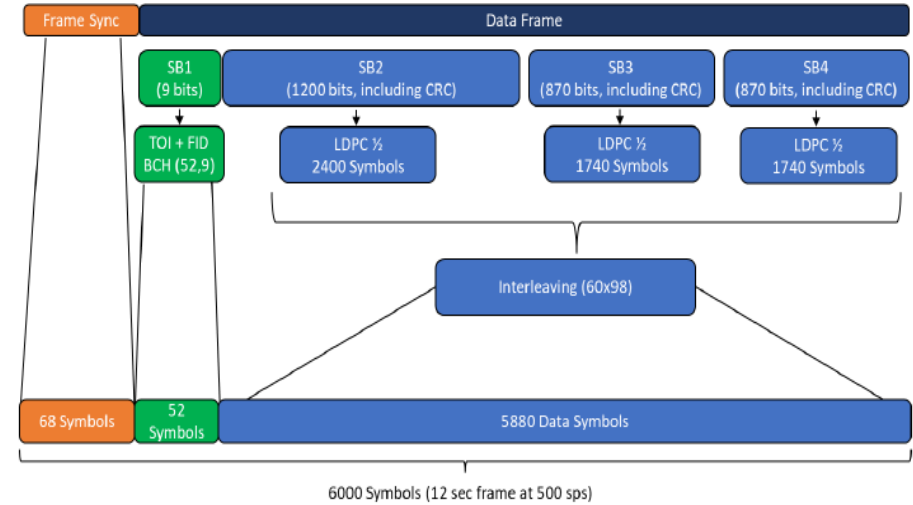 Frame Sync
Data Frame
SB1
(9 bits)
SB2
(1200 bits, including CRC)
SB3
(870 bits, including CRC)
SB4
(870 bits, including CRC)
TOI + FID
BCH (52,9)
LDPC ½
2400 Symbols
LDPC ½
1740 Symbols
LDPC ½
1740 Symbols
Interleaving (60x98)
68 Symbols
52
Symbols
5880 Data Symbols
6000 Symbols (12 sec frame at 500 sps)